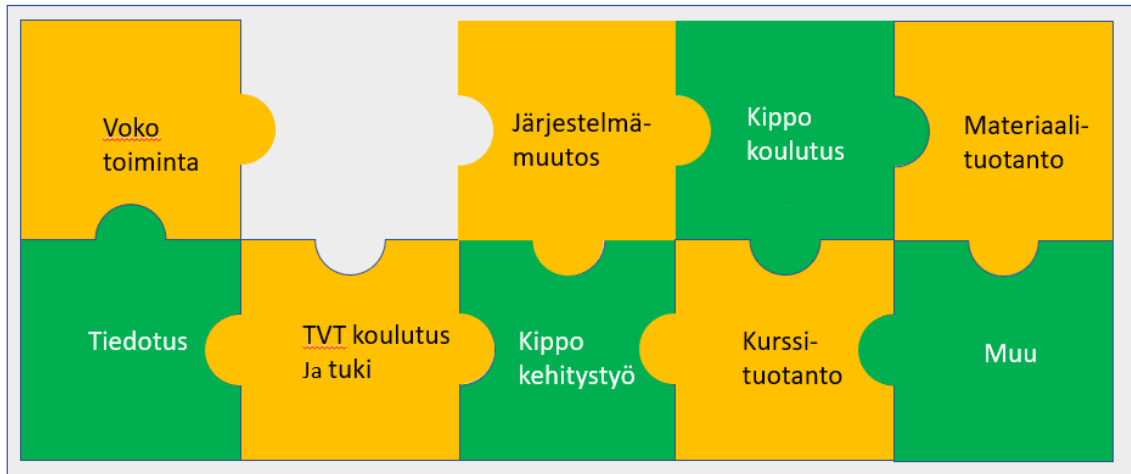 Voko
toiminta
Järjestelmä-
muutos
Kippo
koulutus
Materiaali-
tuotanto
Tiedotus
TVT koulutus
Ja tuki
Kippo
kehitystyö
Kurssi-
tuotanto
Muu